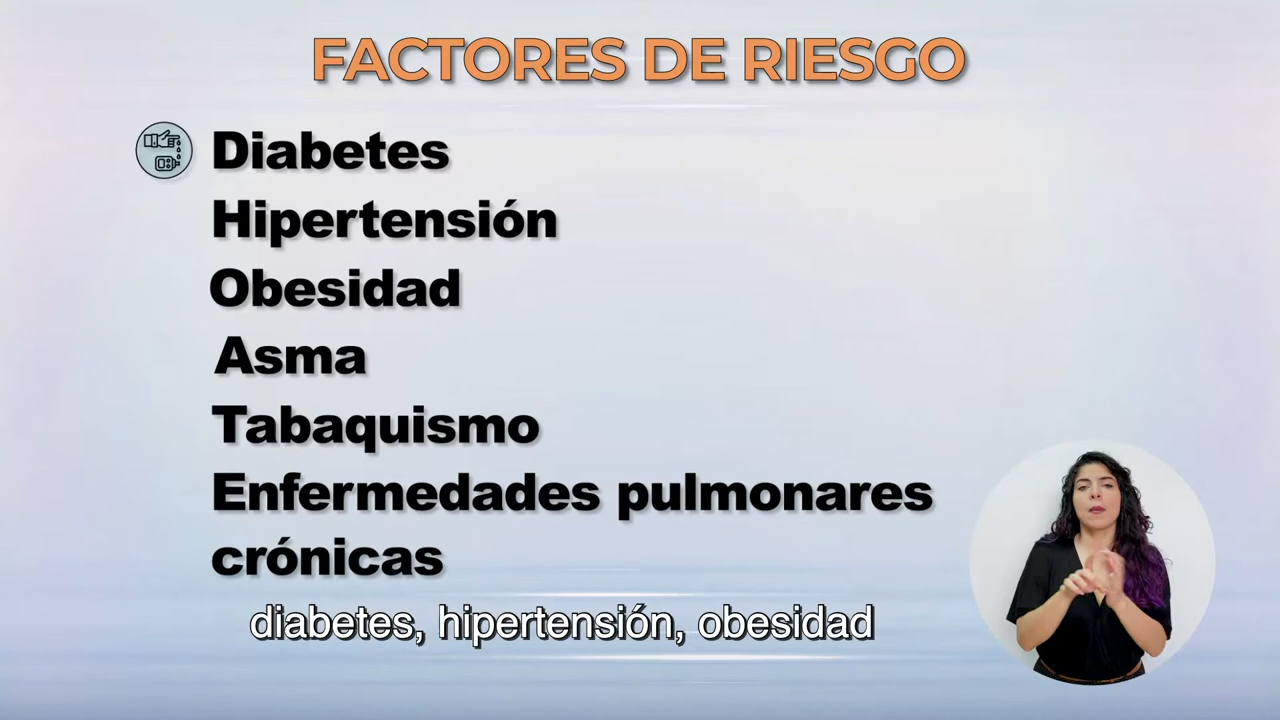 FACTORES DE RIESGO
Diabetes
Hipertensión
Obesidad
Asma
Tabaquismo
Enfermedades pulmonares
crónicas
diabetes, hipertensión, obesidad